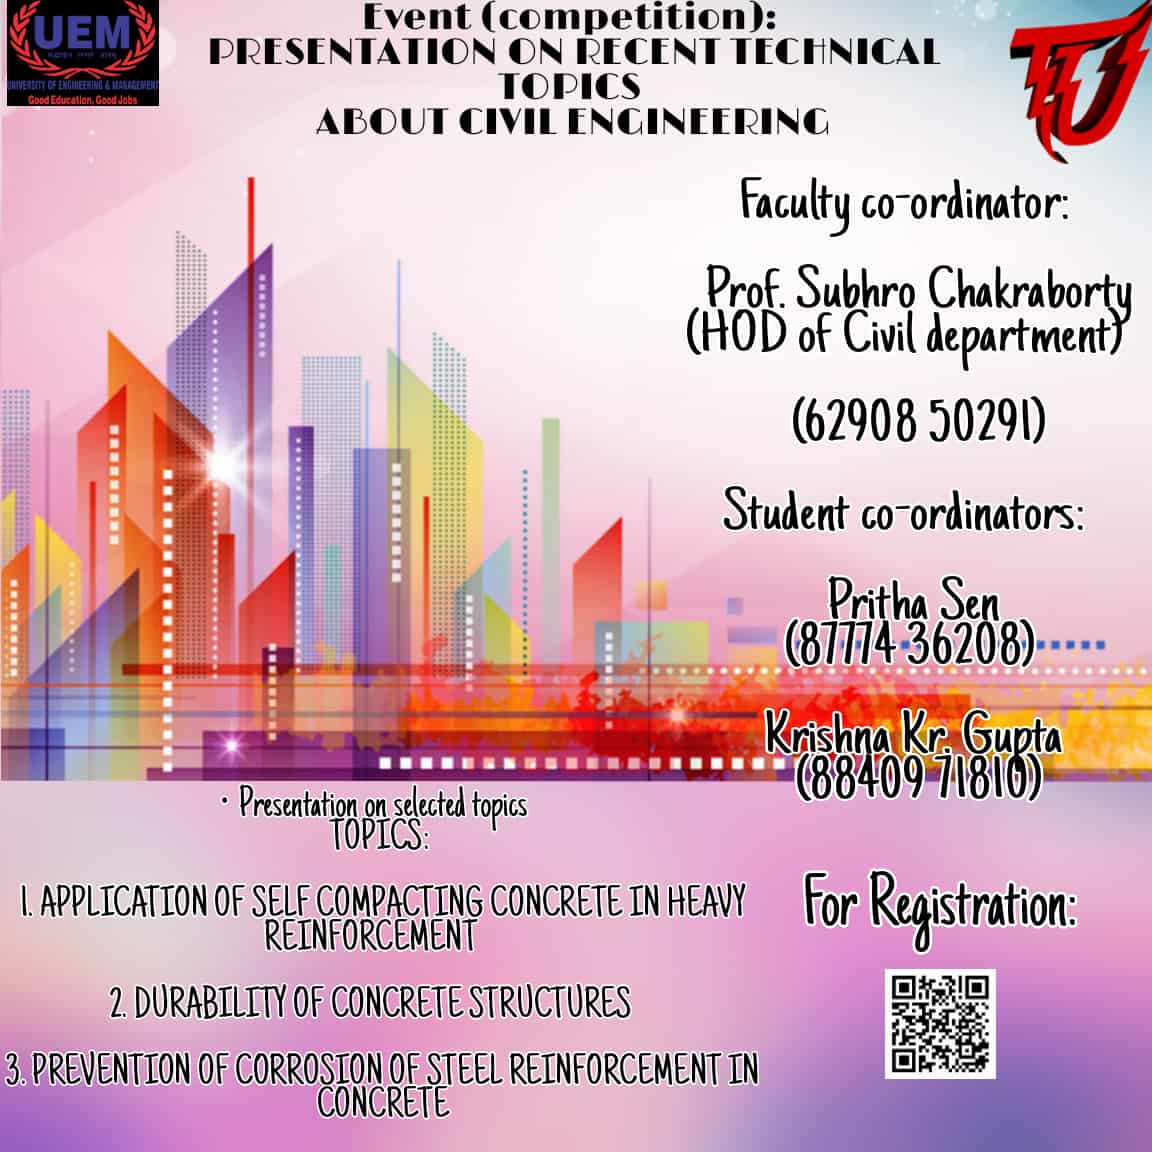 UEM
UNIVERSITY OF ENGINEERING & MANAGEMENT
Good Education. Good Jobs
Event (competition):
PRESENTATION ON RECENT TECHNICAL
TOPICS
ABOUT CIVIL ENGINEERING
Faculty co-ordinator:
Prof. Subhro Chakraborty
(HOD of Civil department)
(62908 50291)
Student co-ordinators:
Pritha Sen
(87774 36208)
Krishna Kr. Gupta
(88409 71810)
• Presentation on selected topics
TOPICS:
1. APPLICATION OF SELF COMPACTING CONCRETE IN HEAVY
REINFORCEMENT
2. DURABILITY OF CONCRETE STRUCTURES
3. PREVENTION OF CORROSION OF STEEL REINFORCEMENT IN
CONCRETE
For Registration: